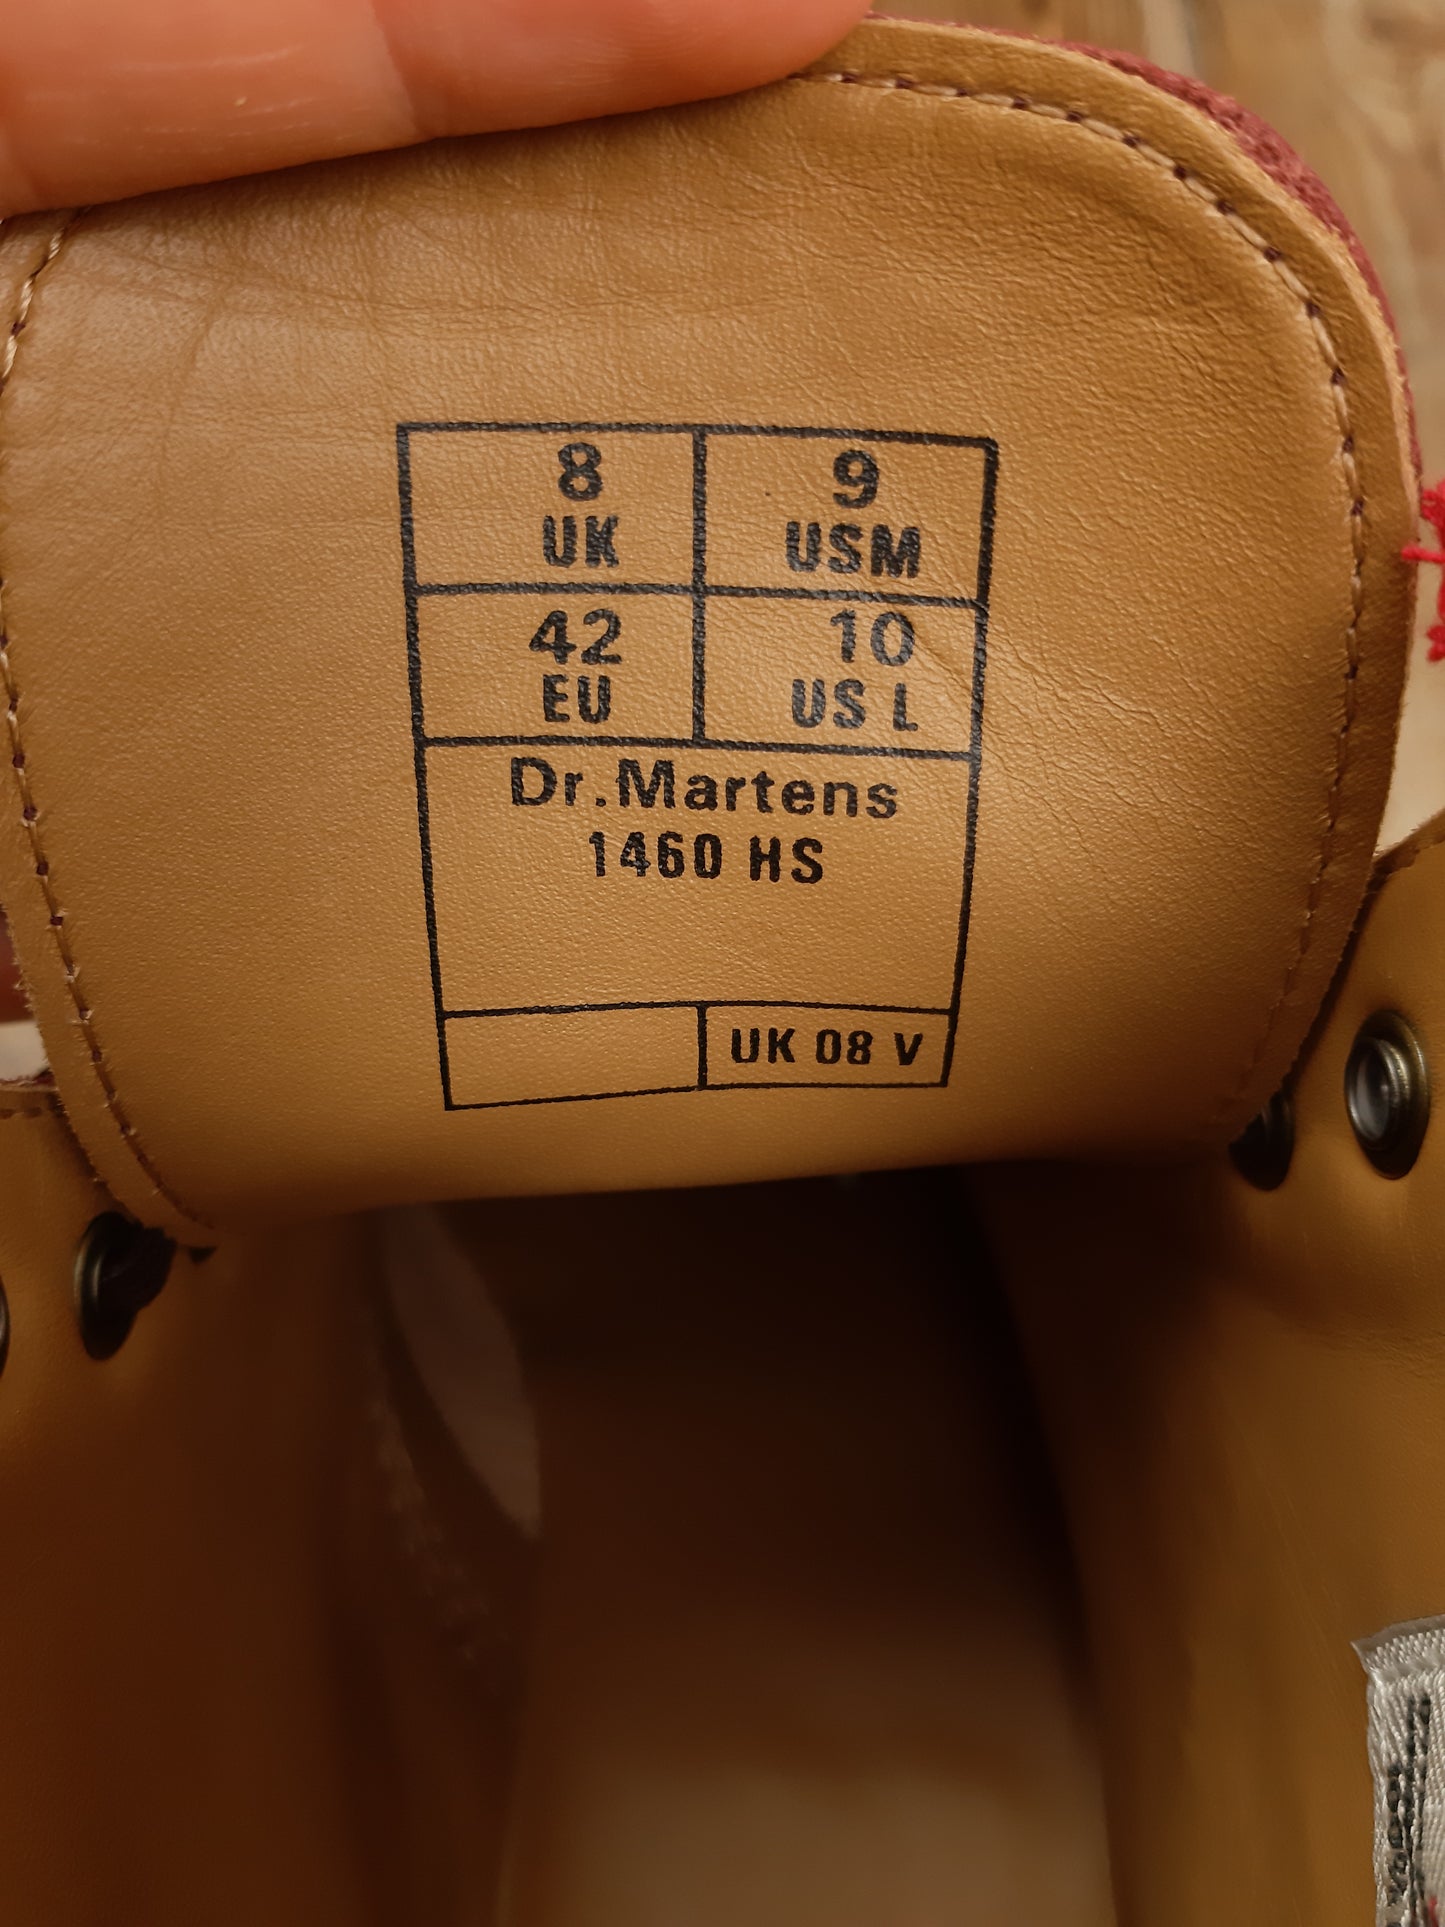 8 9
UK USM
42 10
EU US L
Dr.Martens
1460 HS
UK 08 V